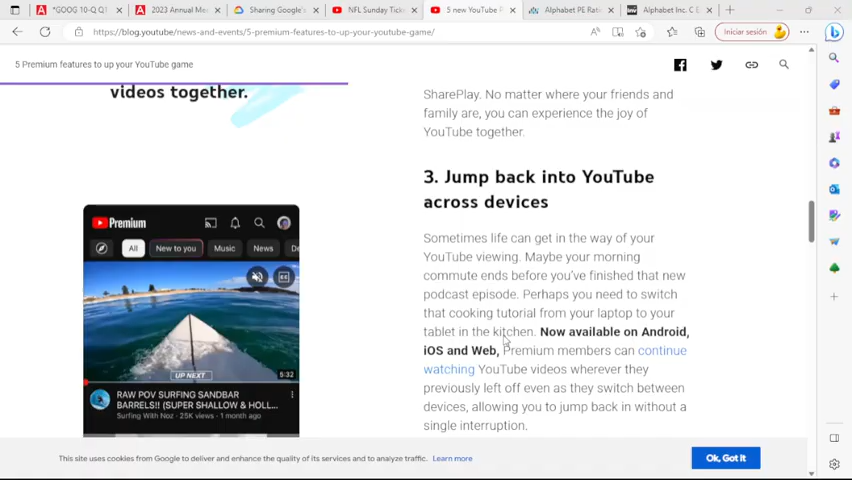 *GOOG 10-Q Q1
2023 Annual Me
Sharing Google's
NFL Sunday Ticke
5 new YouTube P
Alphabet PE Ratio
Alphabet Inc. C E
https://blog.youtube/news-and-events/5-premium-features-to-up-your-youtube-game/
Iniciar sesión
5 Premium features to up your YouTube game
videos together.
Premium
All
New to you
Music
News
De
5:32
UP NEXT
RAW POV SURFING SANDBAR
BARRELS!! (SUPER SHALLOW & HOLL...
Surfing With Noz · 25K views · 1 month ago
SharePlay. No matter where your friends and
family are, you can experience the joy of
YouTube together.
3. Jump back into YouTube
across devices
Sometimes life can get in the way of your
YouTube viewing. Maybe your morning
commute ends before you've finished that new
podcast episode. Perhaps you need to switch
that cooking tutorial from your laptop to your
tablet in the kitchen. Now available on Android,
iOS and Web, Premium members can continue
watching YouTube videos wherever they
previously left off even as they switch between
devices, allowing you to jump back in without a
single interruption.
This site uses cookies from Google to deliver and enhance the quality of its services and to analyze traffic. Learn more
Ok, Got it